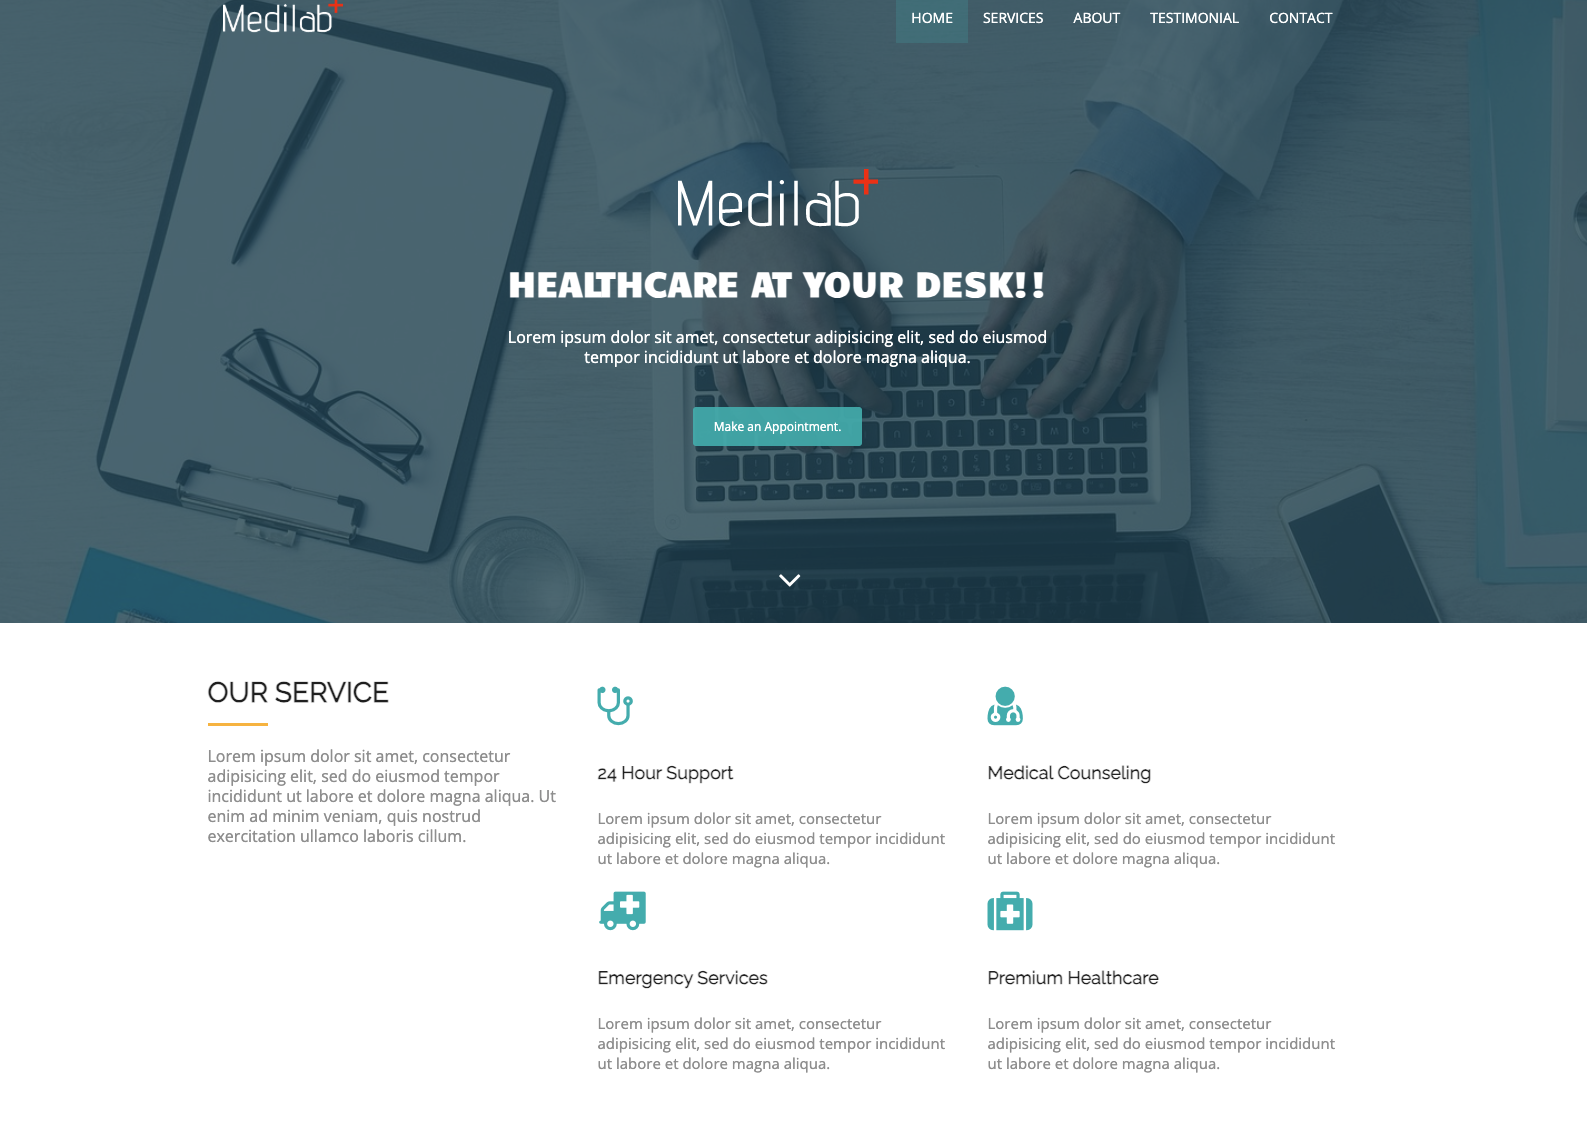 Medilab
HOME SERVICES ABOUT TESTIMONIAL CONTACT
Medilab
HEALTHCARE AT YOUR DESK!!
Lorem ipsum dolor sit amet, consectetur adipisicing elit, sed do eiusmod
tempor incididunt ut labore et dolore magna aliqua.
Make an Appointment.
OUR SERVICE
Lorem ipsum dolor sit amet, consectetur
adipisicing elit, sed do eiusmod tempor
incididunt ut labore et dolore magna aliqua. Ut
enim ad minim veniam, quis nostrud
exercitation ullamco laboris cillum.
24 Hour Support
Lorem ipsum dolor sit amet, consectetur
adipisicing elit, sed do eiusmod tempor incididunt
ut labore et dolore magna aliqua.
Medical Counseling
Lorem ipsum dolor sit amet, consectetur
adipisicing elit, sed do eiusmod tempor incididunt
ut labore et dolore magna aliqua.
Emergency Services
Lorem ipsum dolor sit amet, consectetur
adipisicing elit, sed do eiusmod tempor incididunt
ut labore et dolore magna aliqua.
Premium Healthcare
Lorem ipsum dolor sit amet, consectetur
adipisicing elit, sed do eiusmod tempor incididunt
ut labore et dolore magna aliqua.